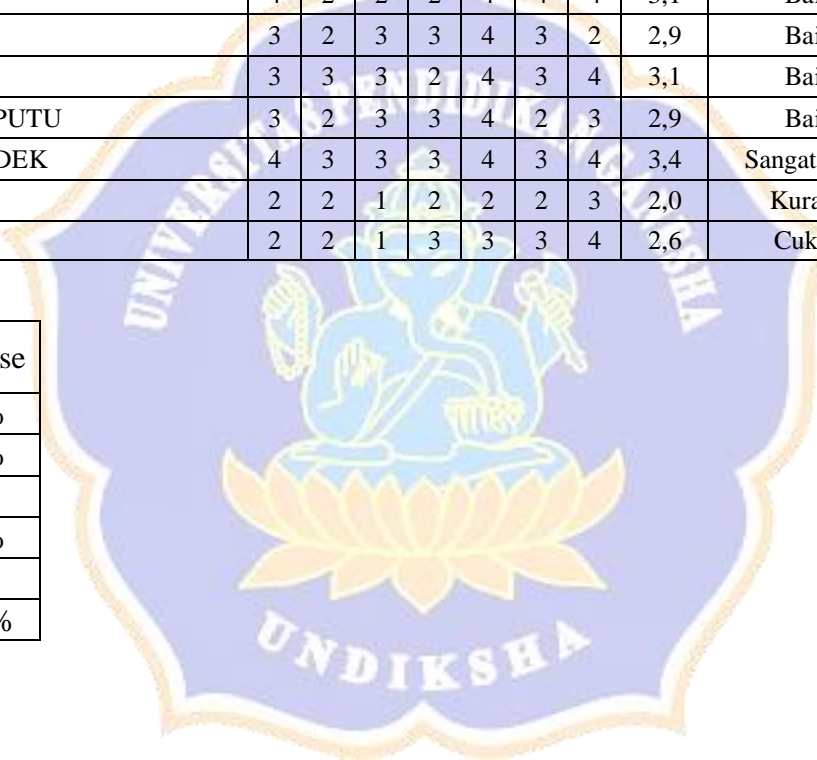 3 2 3 3 4 3 2 2,9 Bai
3 3 3 2 4 3 4 3,1 Bai
PUTU 3 2 3 3 4 2 3 2,9 Bai
DEK 4 3 3 3 4 3 4 3,4 Sangat
2 2 1 2 2 2 3 2,0 Kura
2 2 1 3 3 3 4 2,6 Cuk
se
%
UNIVERSITAS PENDIDIKAN GANESHA
UNDIKSHA